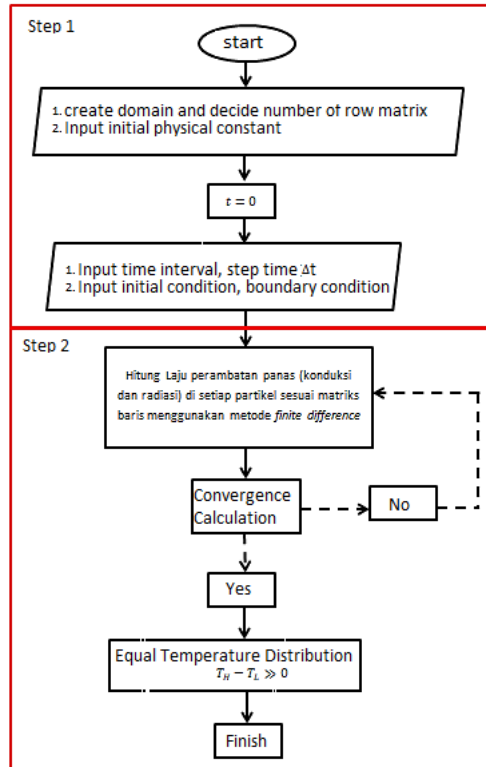 Step 1
start
1. create domain and decide number of row matrix
2. Input initial physical constant
t = 0
1. Input time interval, step time Δt
2. Input initial condition, boundary condition
Step 2
Hitung Laju perambatan panas (konduksi
dan radiasi) di setiap partikel sesuai matriks
baris menggunakan metode finite difference
Convergence
Calculation
No
Yes
Equal Temperature Distribution
T_H − T_L ≫ 0
Finish